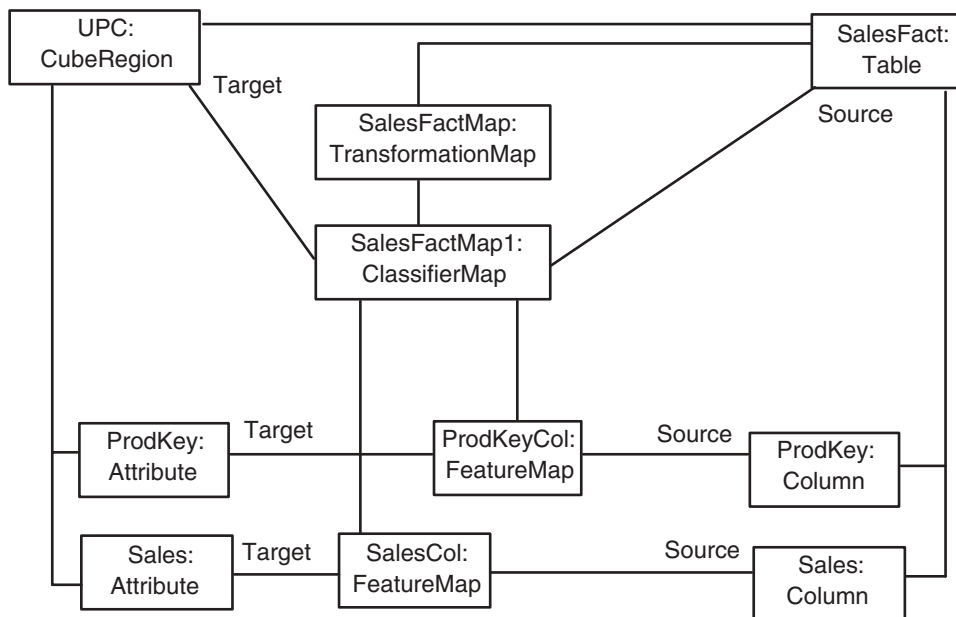 UPC:
CubeRegion
SalesFact:
Table
Target
Source
SalesFactMap:
TransformationMap
SalesFactMap1:
ClassifierMap
ProdKey:
Attribute
Target
ProdKeyCol:
FeatureMap
Source
ProdKey:
Column
Sales:
Attribute
Target
SalesCol:
FeatureMap
Source
Sales:
Column